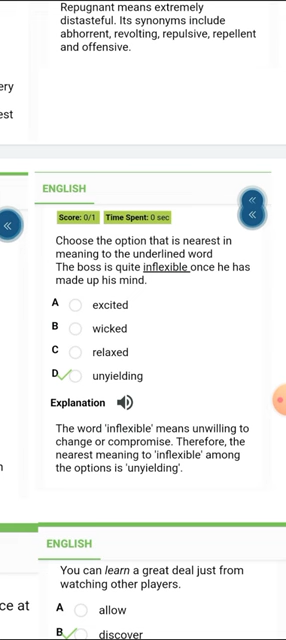 Repugnant means extremely
distasteful. Its synonyms include
abhorrent, revolting, repulsive, repellent
and offensive.
ery
est
ENGLISH
Score: 0/1 Time Spent: 0 sec
Choose the option that is nearest in
meaning to the underlined word
The boss is quite inflexible once he has
made up his mind.
A excited
B wicked
C relaxed
D unyielding
Explanation
The word 'inflexible' means unwilling to
change or compromise. Therefore, the
nearest meaning to 'inflexible' among
the options is 'unyielding'.
ENGLISH
You can learn a great deal just from
watching other players.
ce at
A allow
B discover